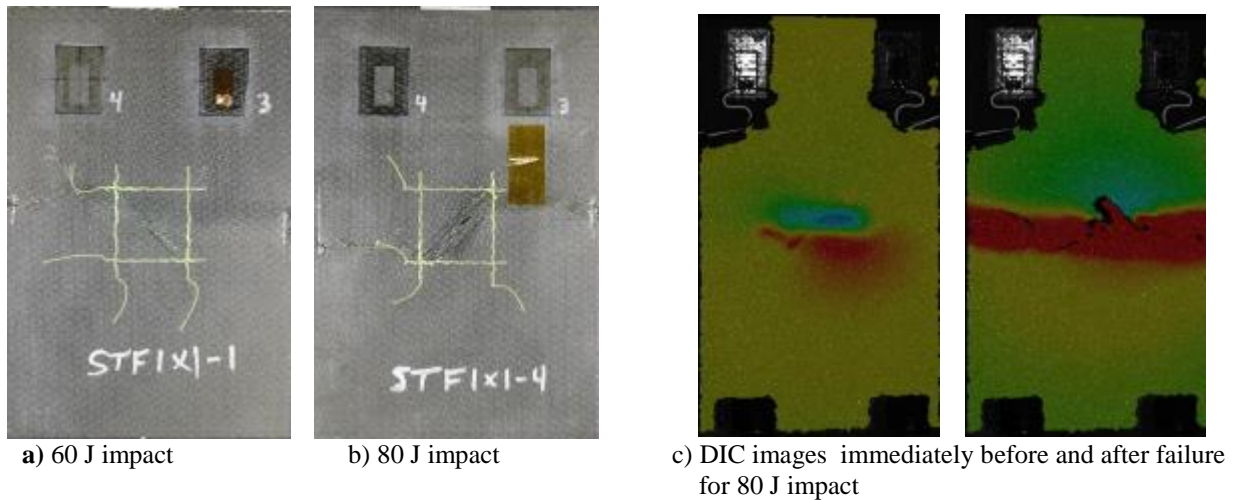 4
3
STF1X1-1
4
3
STF1X1-4
a) 60 J impact
b) 80 J impact
c) DIC images immediately before and after failure
for 80 J impact